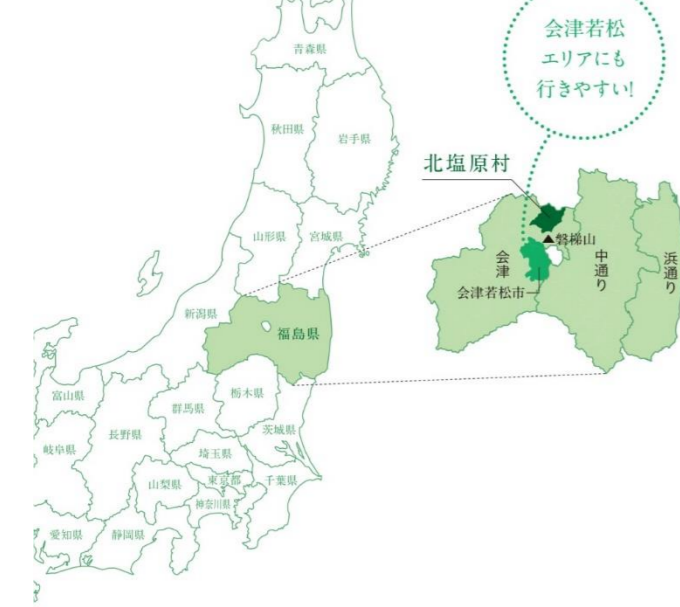 会津若松
エリアにも
行きやすい!
青森県
秋田県
岩手県
北塩原村
山形県
宮城県
▲磐梯山
会津
中通り
浜通り
会津若松市
新潟県
福島県
富山県
群馬県
栃木県
長野県
茨城県
岐阜県
埼玉県
山梨県
東京都
千葉県
神奈川県
愛知県
静岡県